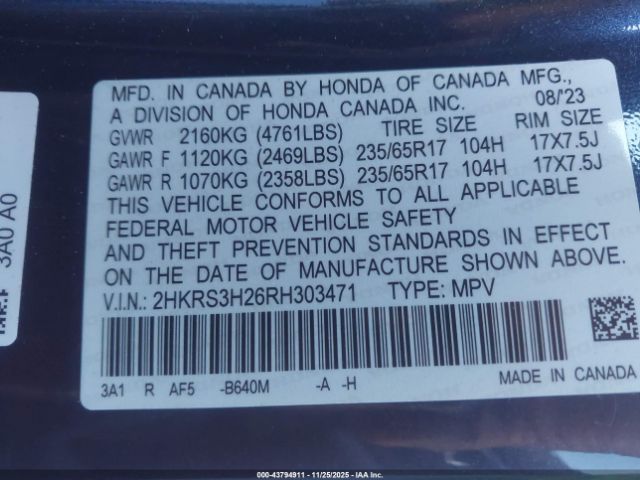 MFD. IN CANADA BY HONDA OF CANADA MFG.,
A DIVISION OF HONDA CANADA INC. 08/'23
GVWR 2160KG (4761LBS) TIRE SIZE RIM SIZE
GAWR F 1120KG (2469LBS) 235/65R17 104H 17X7.5J
GAWR R 1070KG (2358LBS) 235/65R17 104H 17X7.5J
THIS VEHICLE CONFORMS TO ALL APPLICABLE
FEDERAL MOTOR VEHICLE SAFETY
AND THEFT PREVENTION STANDARDS IN EFFECT
ON THE DATE OF MANUFACTURE SHOWN ABOVE.
V.I.N.: 2HKRS3H26RH303471 TYPE: MPV
3A1 R AF5 -B640M -A -H
MADE IN CANADA
3A0 A0
000-43794911 - 11/25/2025 - IAA Inc.